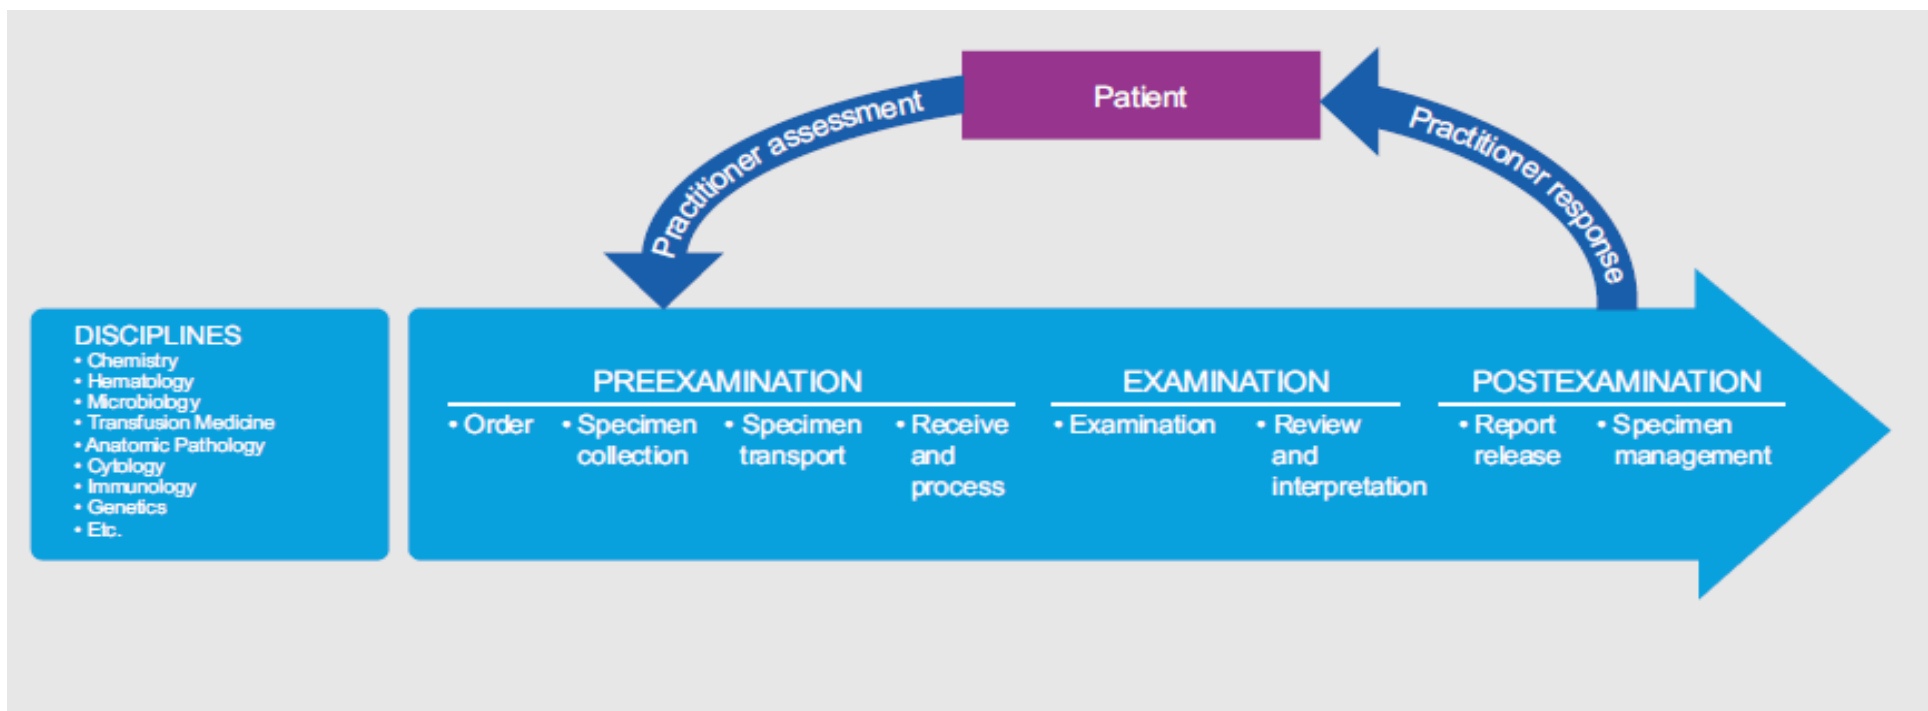 Patient
Practitioner assessment
Practitioner response
DISCIPLINES
• Chemistry
• Hematology
• Microbiology
• Transfusion Medicine
• Anatomic Pathology
• Cytology
• Immunology
• Genetics
• Etc.
PREEXAMINATION
• Order
• Specimen
collection
• Specimen
transport
• Receive
and
process
EXAMINATION
• Examination
• Review
and
interpretation
POSTEXAMINATION
• Report
release
• Specimen
management